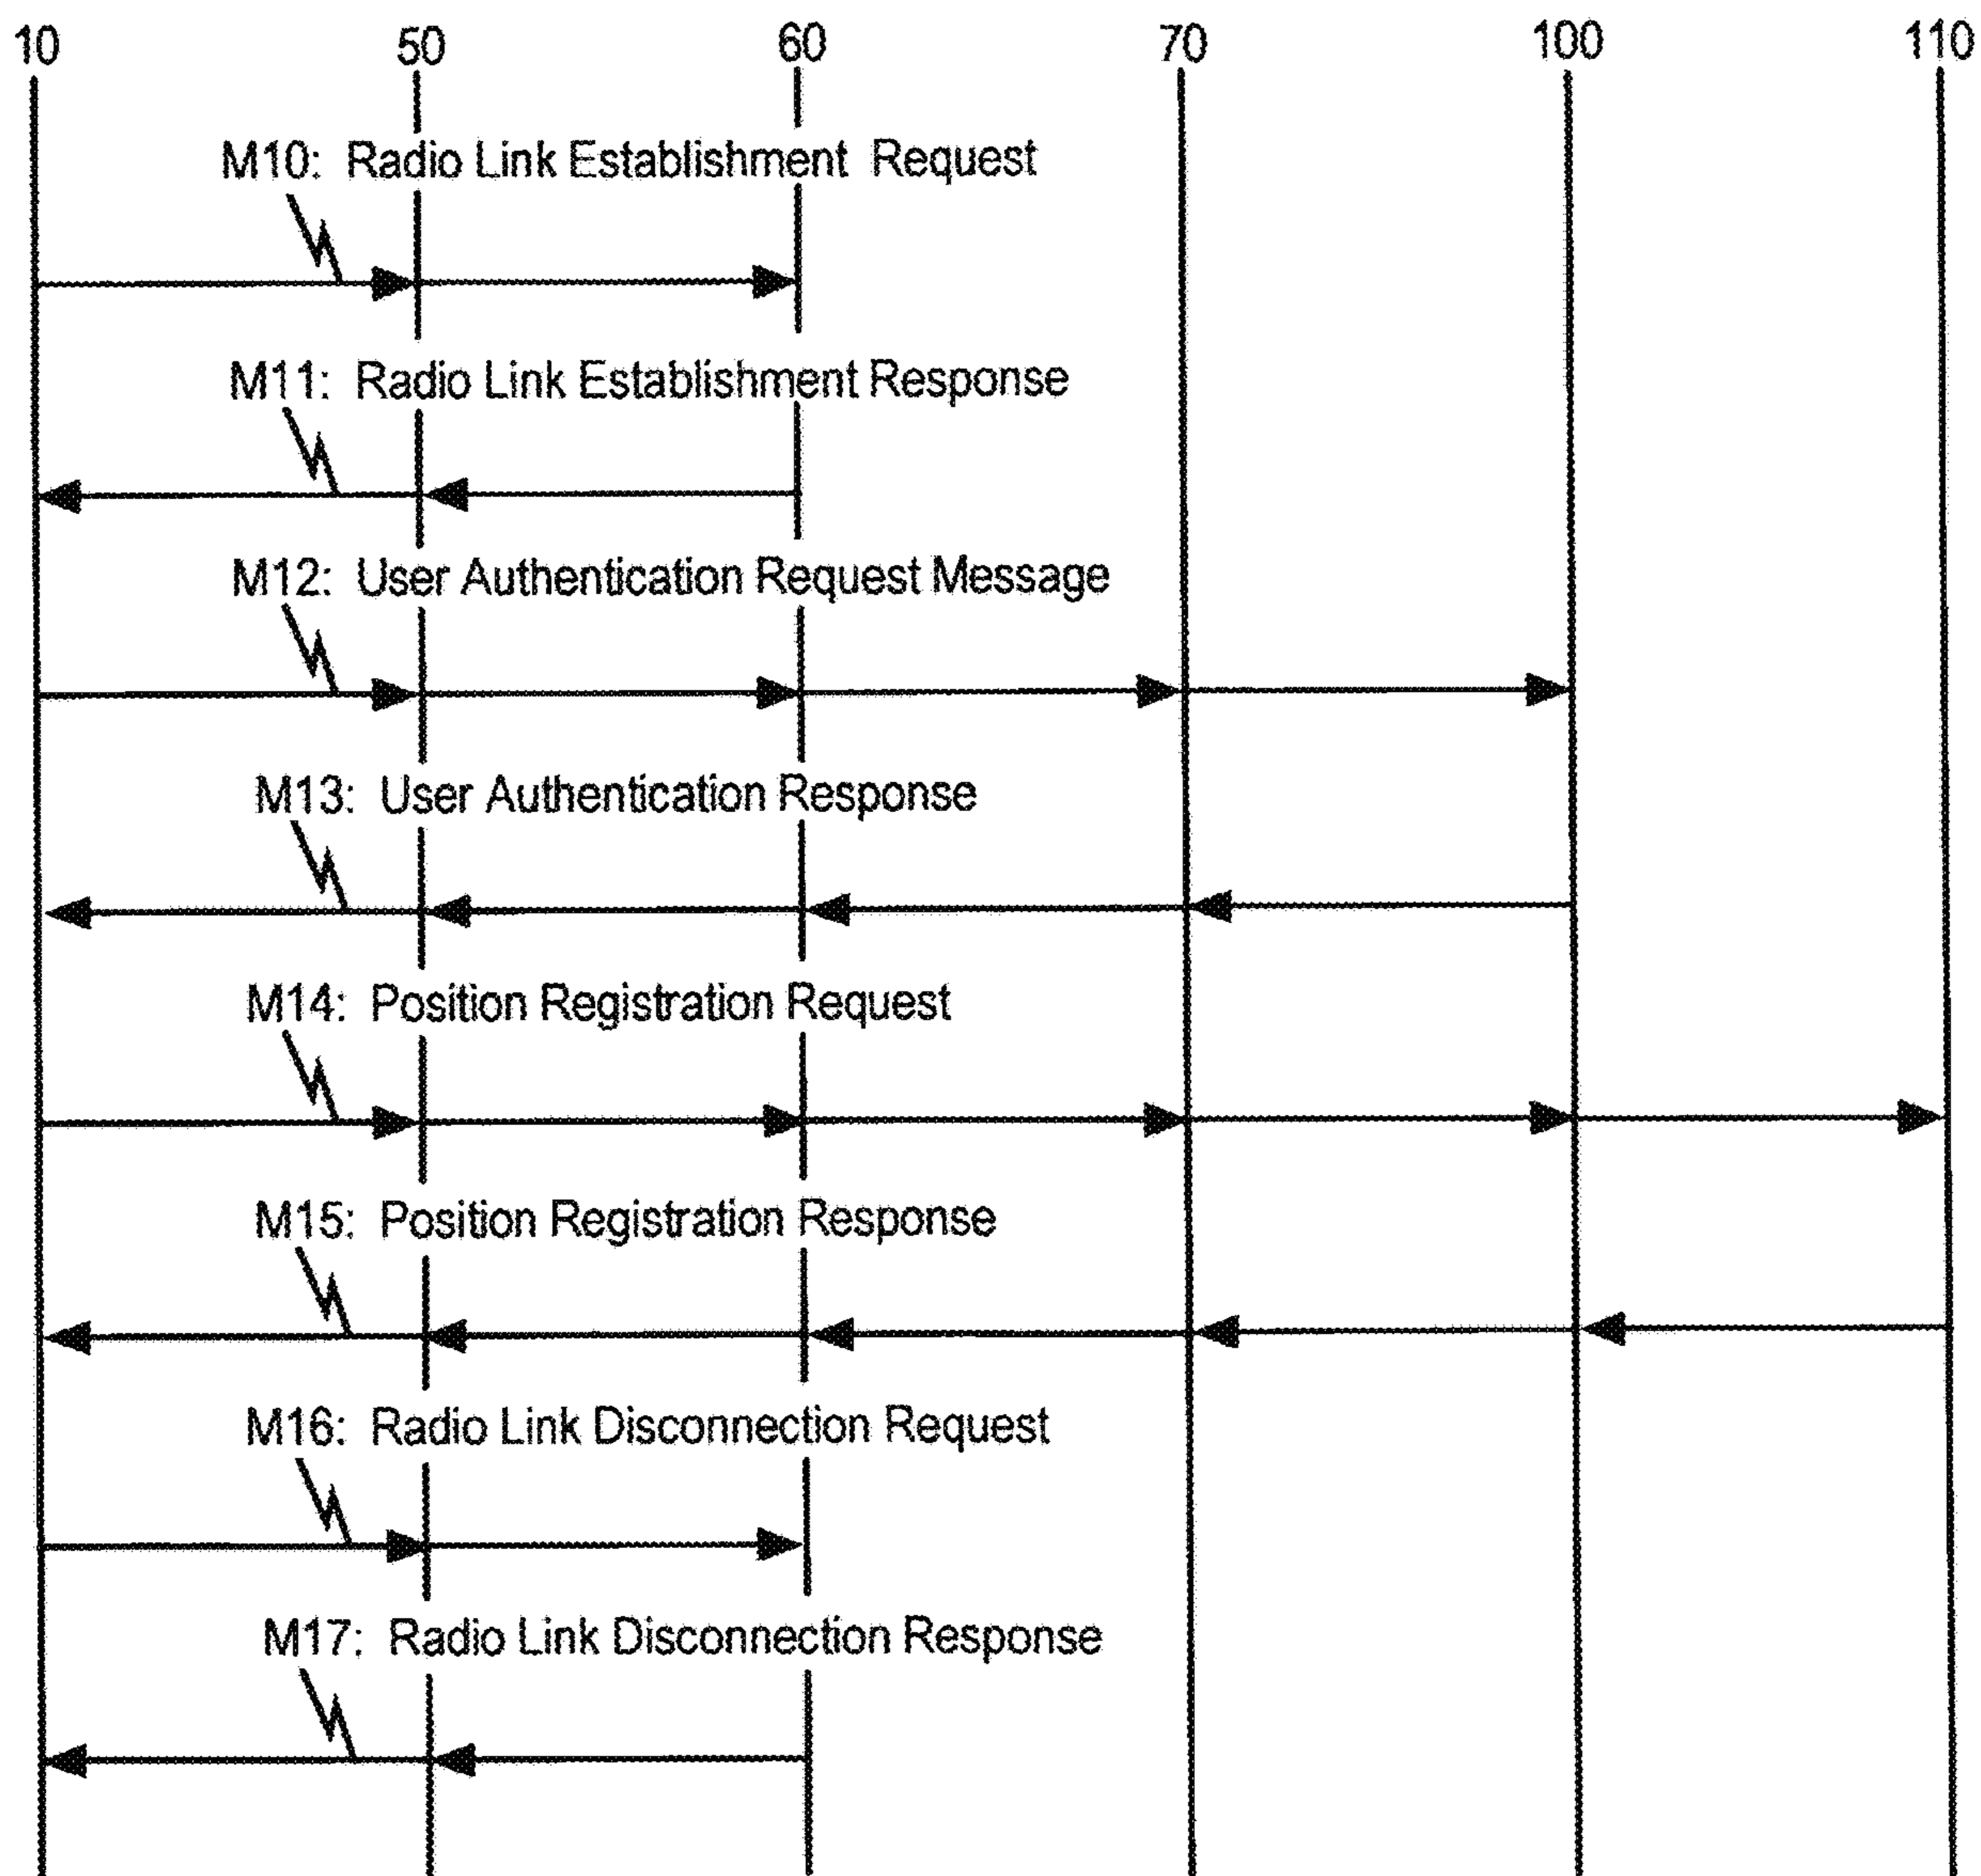 10 50 60 70 100 110
M10: Radio Link Establishment Request
M11: Radio Link Establishment Response
M12: User Authentication Request Message
M13: User Authentication Response
M14: Position Registration Request
M15: Position Registration Response
M16: Radio Link Disconnection Request
M17: Radio Link Disconnection Response